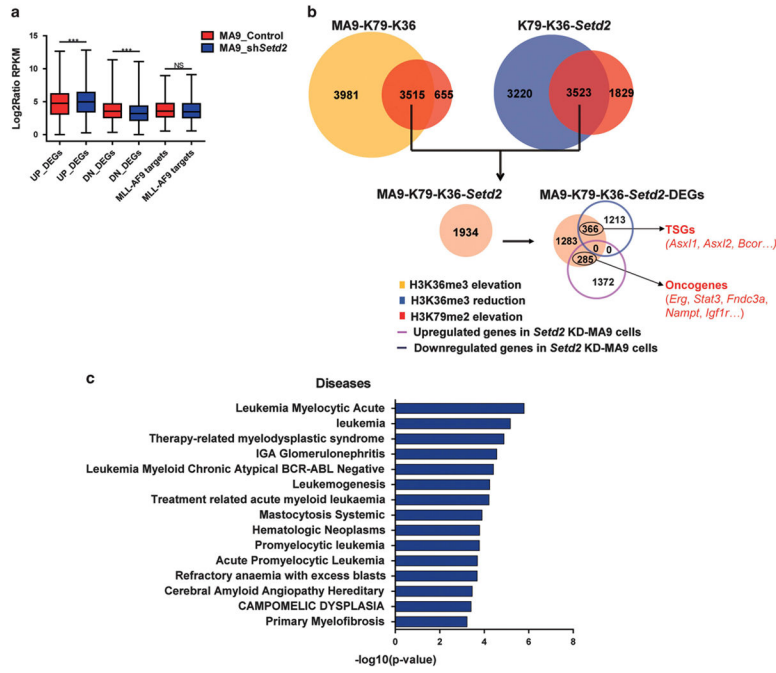 a
MA9_Control
MA9_shSetd2
Log2Ratio RPKM
15
10
5
0
***
***
NS
UP_DEGs
UP_DEGs
DN_DEGs
DN_DEGs
MLL-AF9 targets
MLL-AF9 targets
b
MA9-K79-K36
K79-K36-Setd2
3981
3515
655
3220
3523
1829
MA9-K79-K36-Setd2
MA9-K79-K36-Setd2-DEGs
1934
1213
366
1283
0
0
285
1372
TSGs
(Asxl1, Asxl2, Bcor...)
Oncogenes
(Erg, Stat3, Fndc3a,
Nampt, Igf1r...)
H3K36me3 elevation
H3K36me3 reduction
H3K79me2 elevation
Upregulated genes in Setd2 KD-MA9 cells
Downregulated genes in Setd2 KD-MA9 cells
c
Diseases
Leukemia Myelocytic Acute
leukemia
Therapy-related myelodysplastic syndrome
IGA Glomerulonephritis
Leukemia Myeloid Chronic Atypical BCR-ABL Negative
Leukemogenesis
Treatment related acute myeloid leukaemia
Mastocytosis Systemic
Hematologic Neoplasms
Promyelocytic leukemia
Acute Promyelocytic Leukemia
Refractory anaemia with excess blasts
Cerebral Amyloid Angiopathy Hereditary
CAMPOMELIC DYSPLASIA
Primary Myelofibrosis
0 2 4 6 8
-log10(p-value)